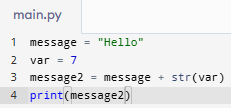 main.py
1 message = "Hello"
2 var = 7
3 message2 = message + str(var)
4 print(message2)